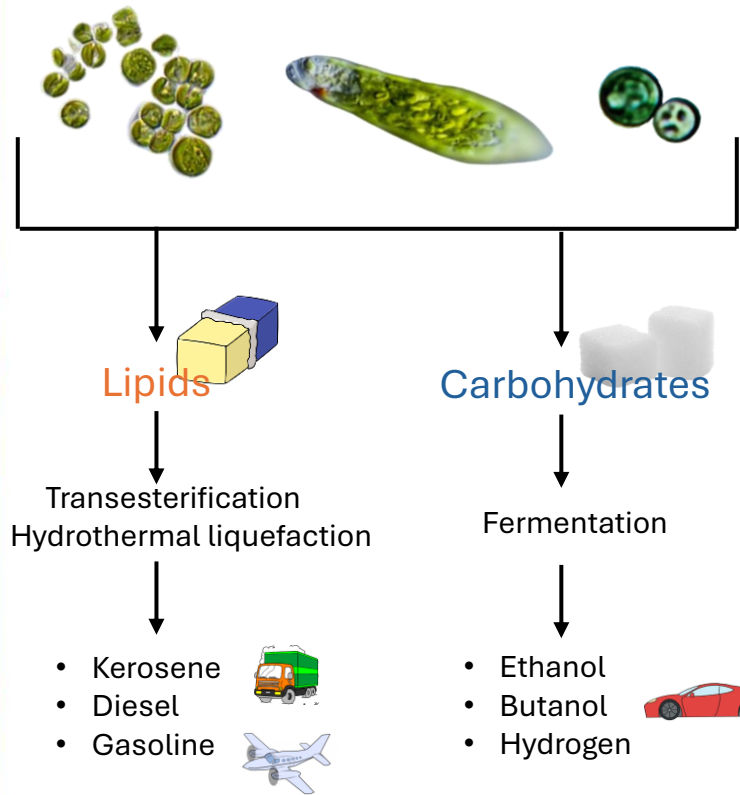 Lipids
Carbohydrates
Transesterification
Hydrothermal liquefaction
Fermentation
• Kerosene
• Diesel
• Gasoline
• Ethanol
• Butanol
• Hydrogen